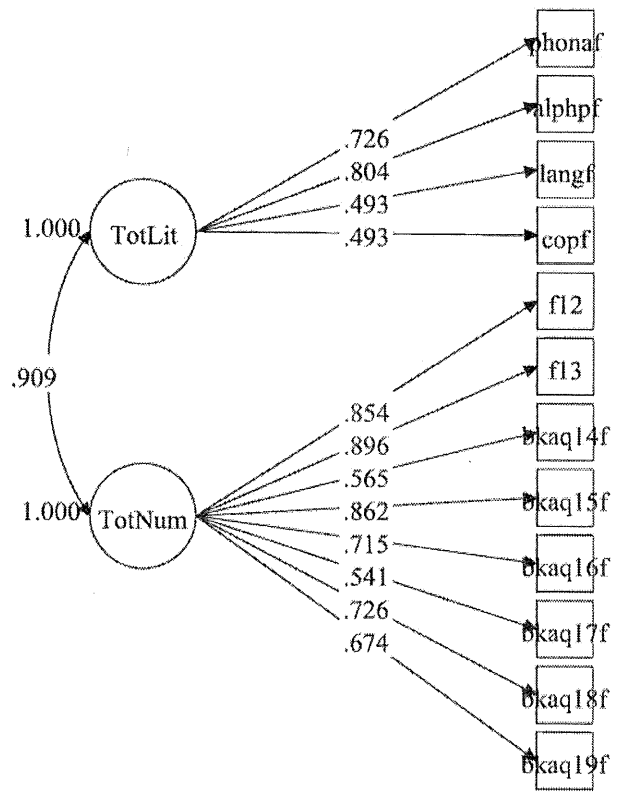 phonaf
alphpf
.726
.804
langf
.493
1.000
TotLit
.493
copf
f12
f13
.909
.854
.896
bkaq14f
.565
bkaq15f
1.000
TotNum
.862
.715
bkaq16f
.541
.726
bkaq17f
.674
bkaq18f
bkaq19f